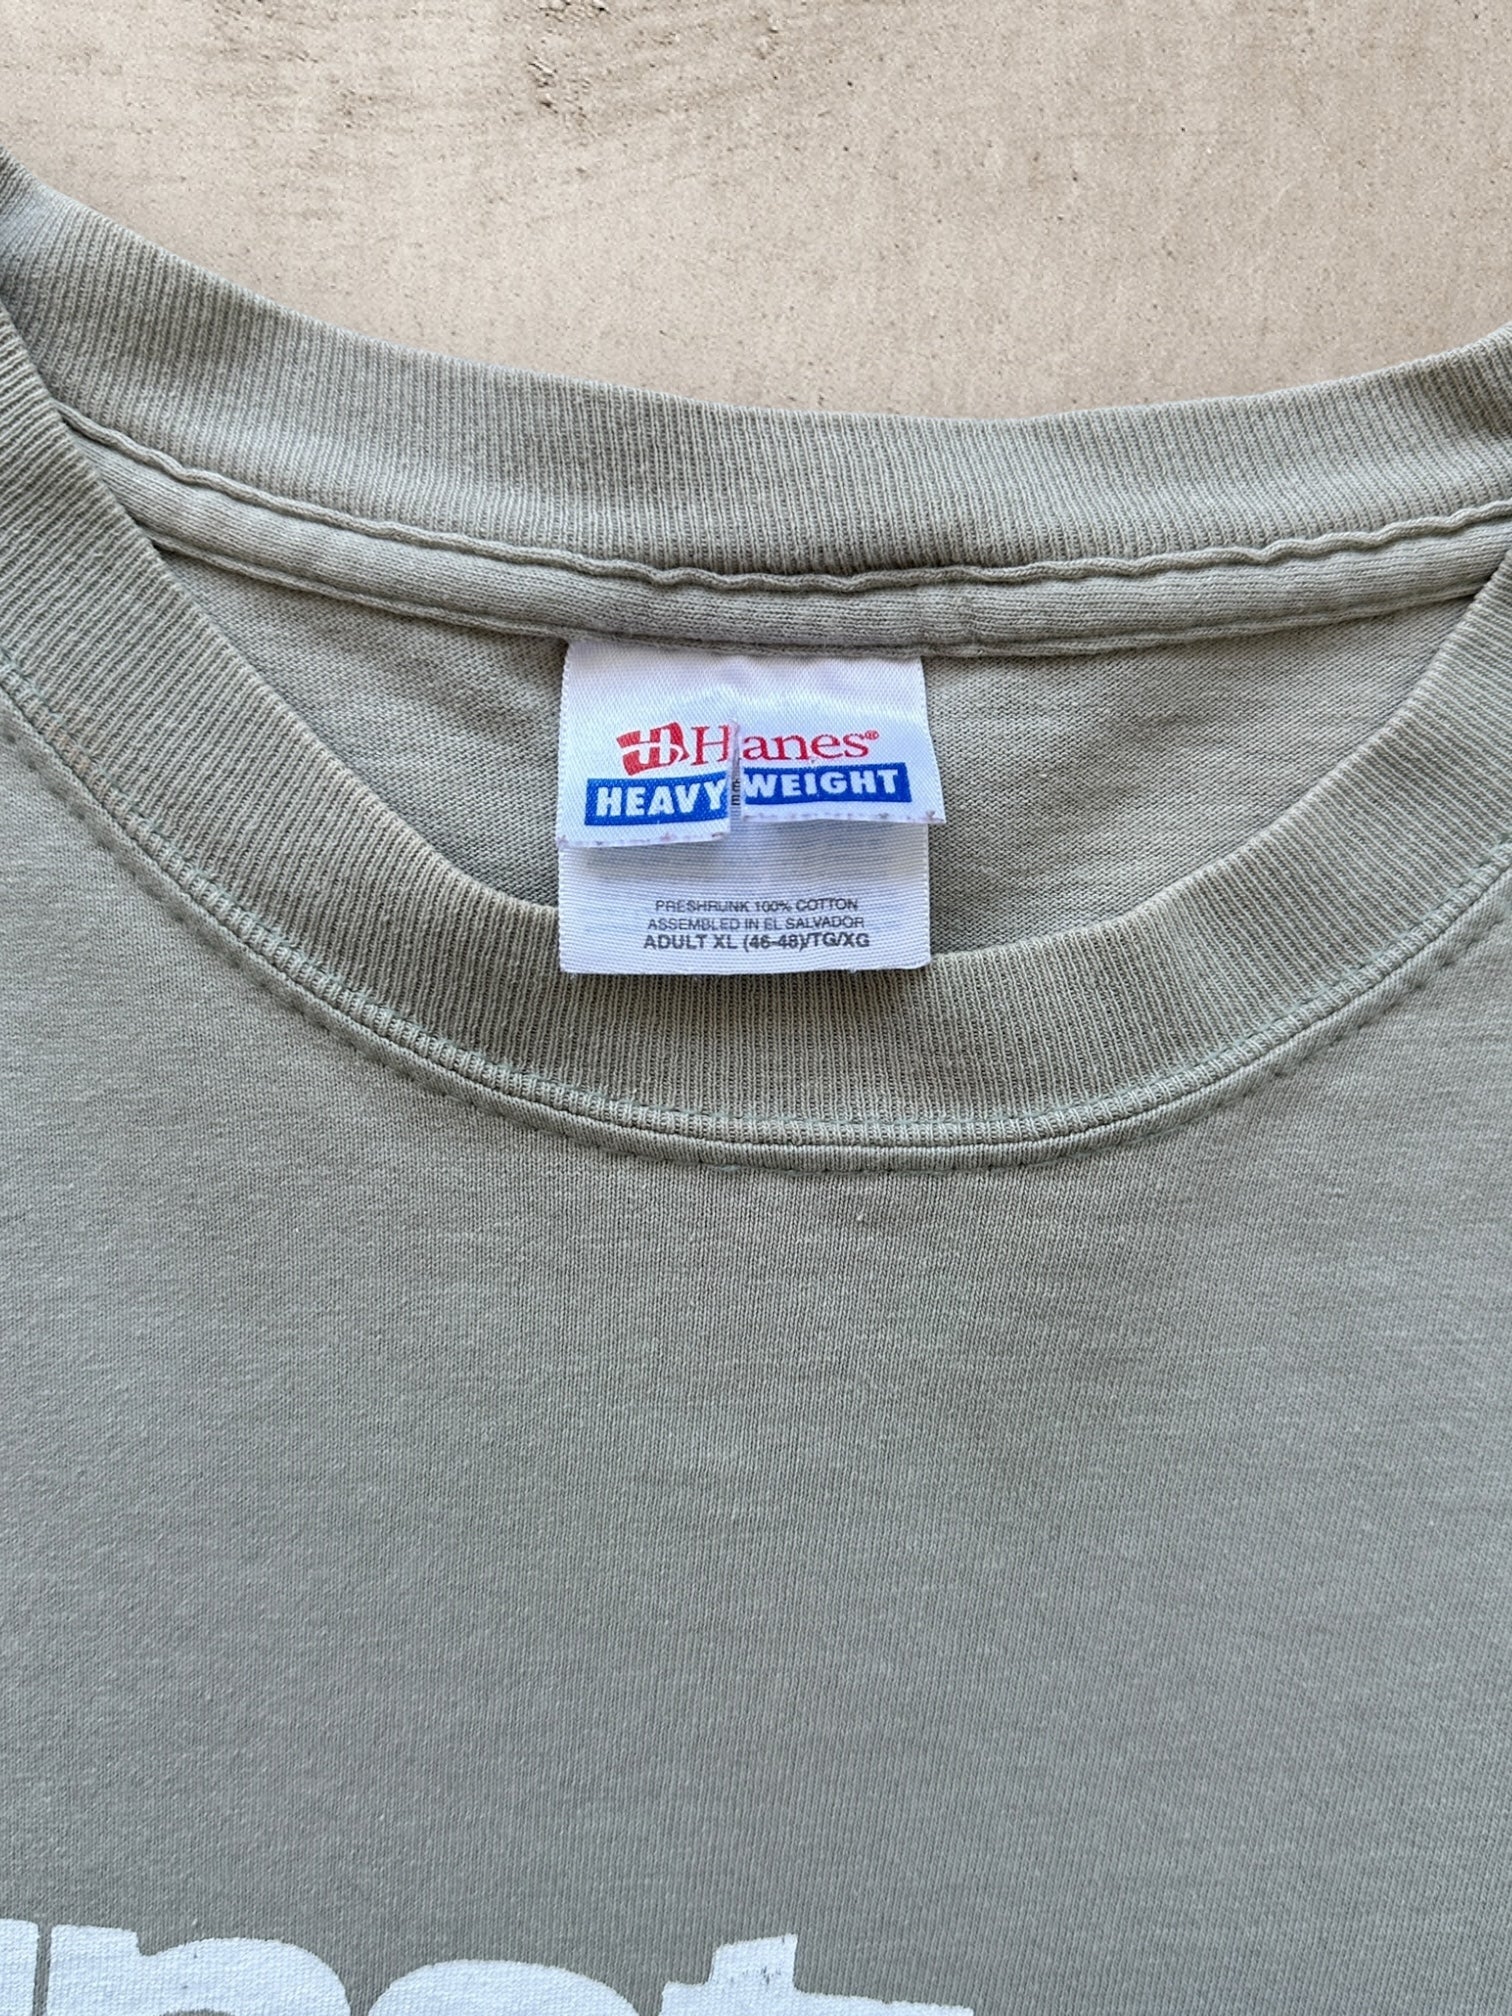 Hanes®
HEAVYWEIGHT
PRESHRUNK 100% COTTON
ASSEMBLED IN EL SALVADOR
ADULT XL (46-48)/TG/XG